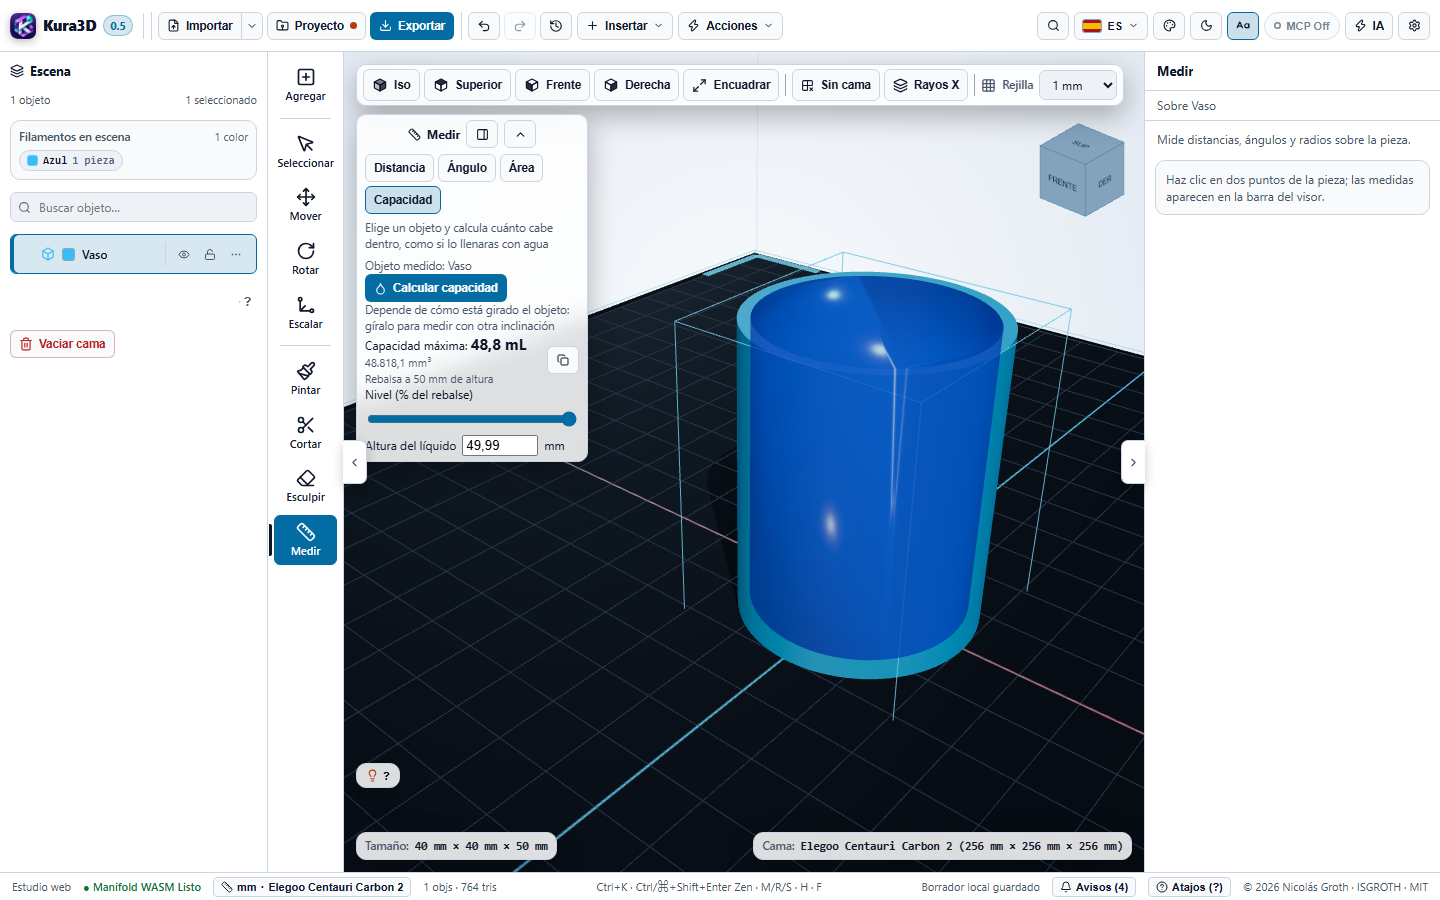 Kura3D 0.5 Importar Proyecto Exportar Insertar Acciones ES Aa MCP Off IA
Escena
1 objeto 1 seleccionado
Filamentos en escena 1 color
Azul 1 pieza
Buscar objeto...
Vaso
?
Vaciar cama
Agregar
Seleccionar
Mover
Rotar
Escalar
Pintar
Cortar
Esculpir
Medir
Iso Superior Frente Derecha Encuadrar Sin cama Rayos X Rejilla 1 mm
Medir
Distancia Ángulo Área
Capacidad
Elige un objeto y calcula cuánto cabe
dentro, como si lo llenaras con agua
Objeto medido: Vaso
Calcular capacidad
Depende de cómo está girado el objeto:
gíralo para medir con otra inclinación
Capacidad máxima: 48,8 mL
48.818,1 mm³
Rebalsa a 50 mm de altura
Nivel (% del rebalse)
Altura del líquido 49,99 mm
SUP
FRENTE DER
?
Tamaño: 40 mm × 40 mm × 50 mm
Cama: Elegoo Centauri Carbon 2 (256 mm × 256 mm × 256 mm)
Medir
Sobre Vaso
Mide distancias, ángulos y radios sobre la pieza.
Haz clic en dos puntos de la pieza; las medidas
aparecen en la barra del visor.
Estudio web ● Manifold WASM Listo mm · Elegoo Centauri Carbon 2 1 objs · 764 tris Ctrl+K · Ctrl/⌘+Shift+Enter Zen · M/R/S · H · F Borrador local guardado Avisos (4) Atajos (?) © 2026 Nicolás Groth · ISGROTH · MIT